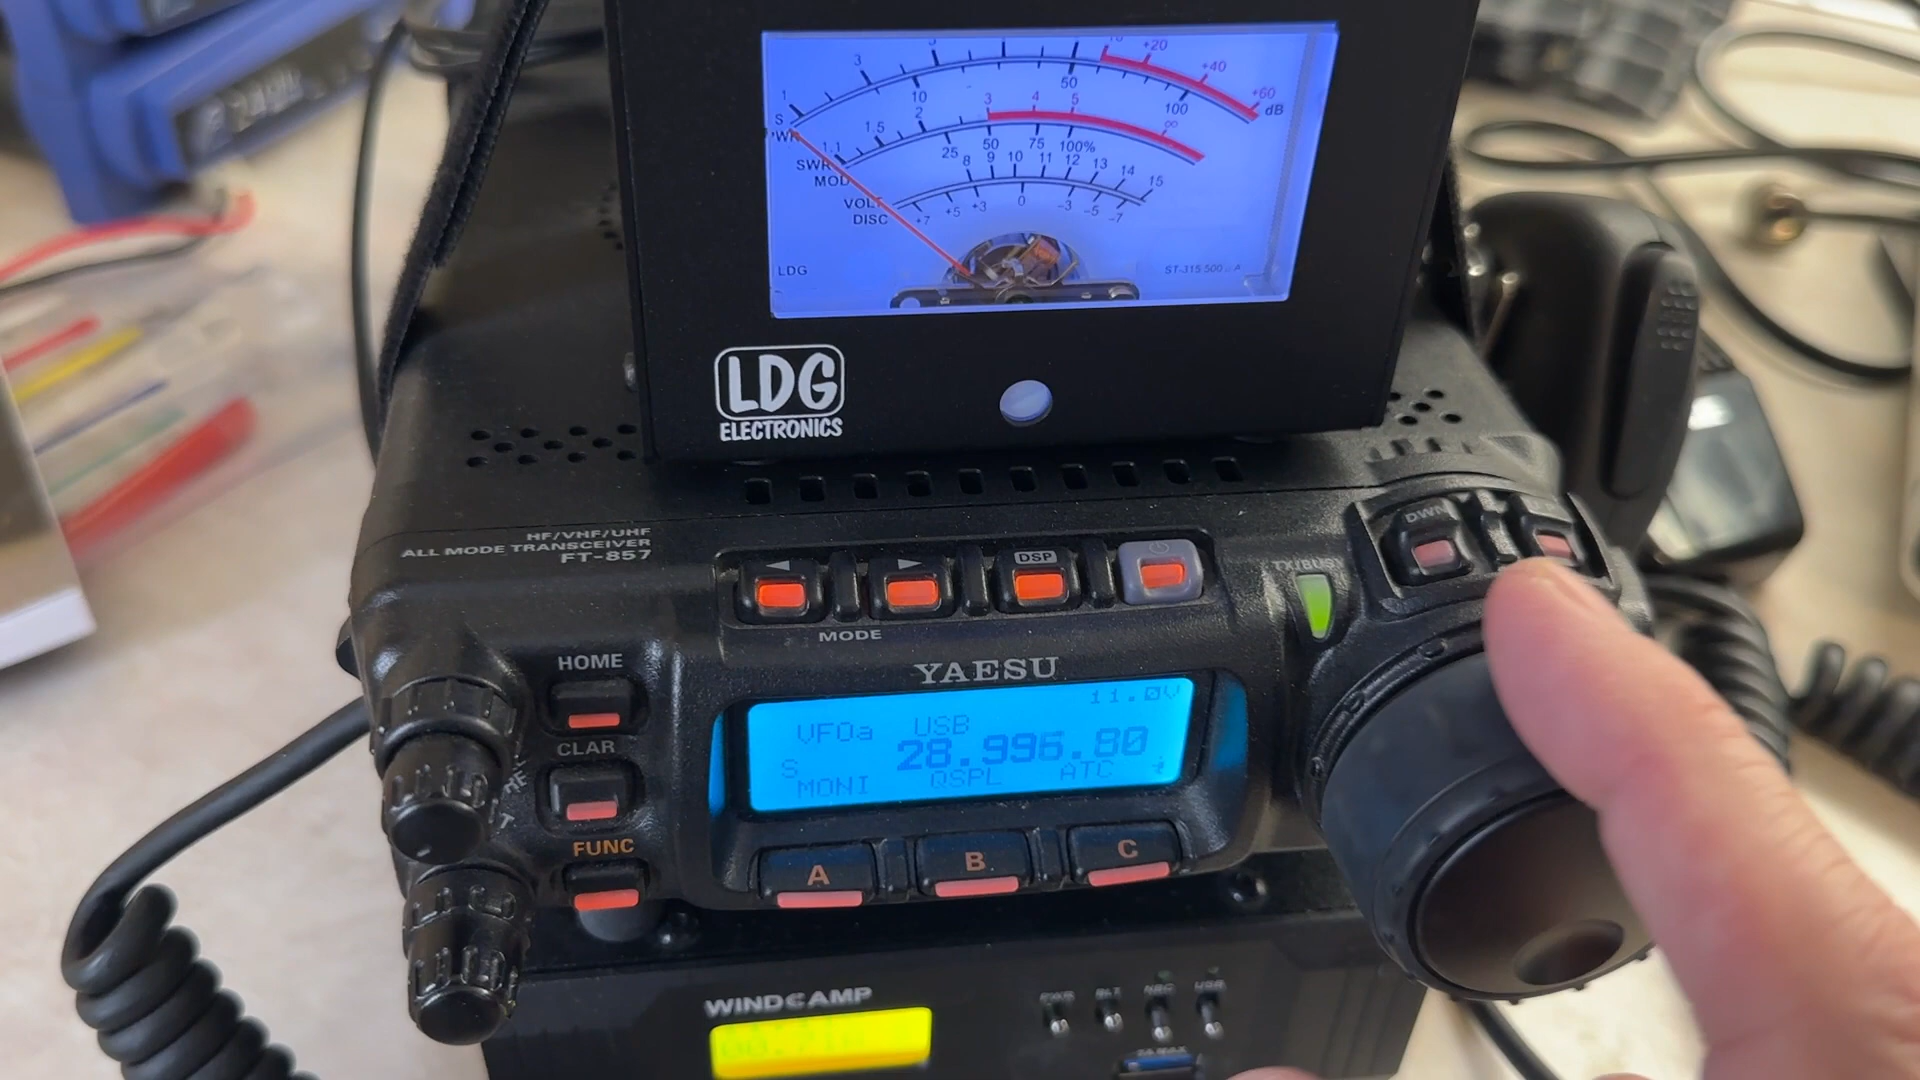 +20
+40
+60
dB
1
3
5
50
100
10
S
PWR
1.1
1.5
2
3
4
5
∞
SWR
MOD
25
50
75
100%
8
9
10
11
12
13
14
15
VOLT
DISC
+7
+5
+3
0
-3
-5
-7
LDG
LDG
ELECTRONICS
HF/VHF/UHF
ALL MODE TRANSCEIVER
FT-857
DSP
TX/BUSY
DWN
MODE
HOME
YAESU
11.0V
VFOa USB
28.996.80
S
MONI QSPL ATC
CLAR
FUNC
A
B
C
WINDCAMP